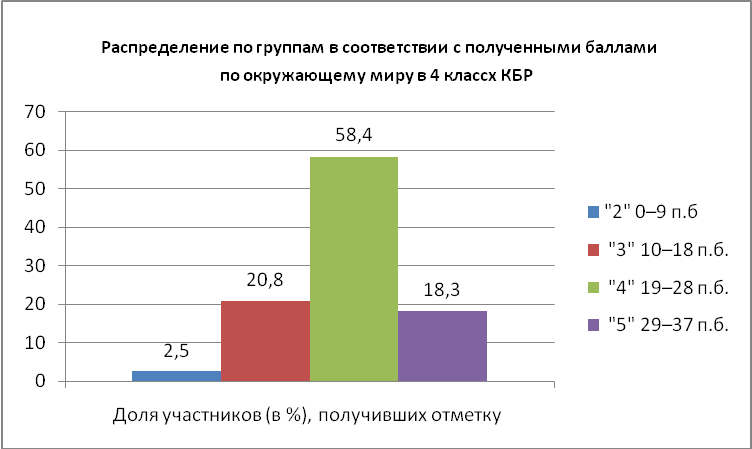 Распределение по группам в соответствии с полученными баллами
по окружающему миру в 4 классх КБР
70
60
50
40
30
20
10
0
2,5
20,8
58,4
18,3
"2" 0–9 п.б
"3" 10–18 п.б.
"4" 19–28 п.б.
"5" 29–37 п.б.
Доля участников (в %), получивших отметку